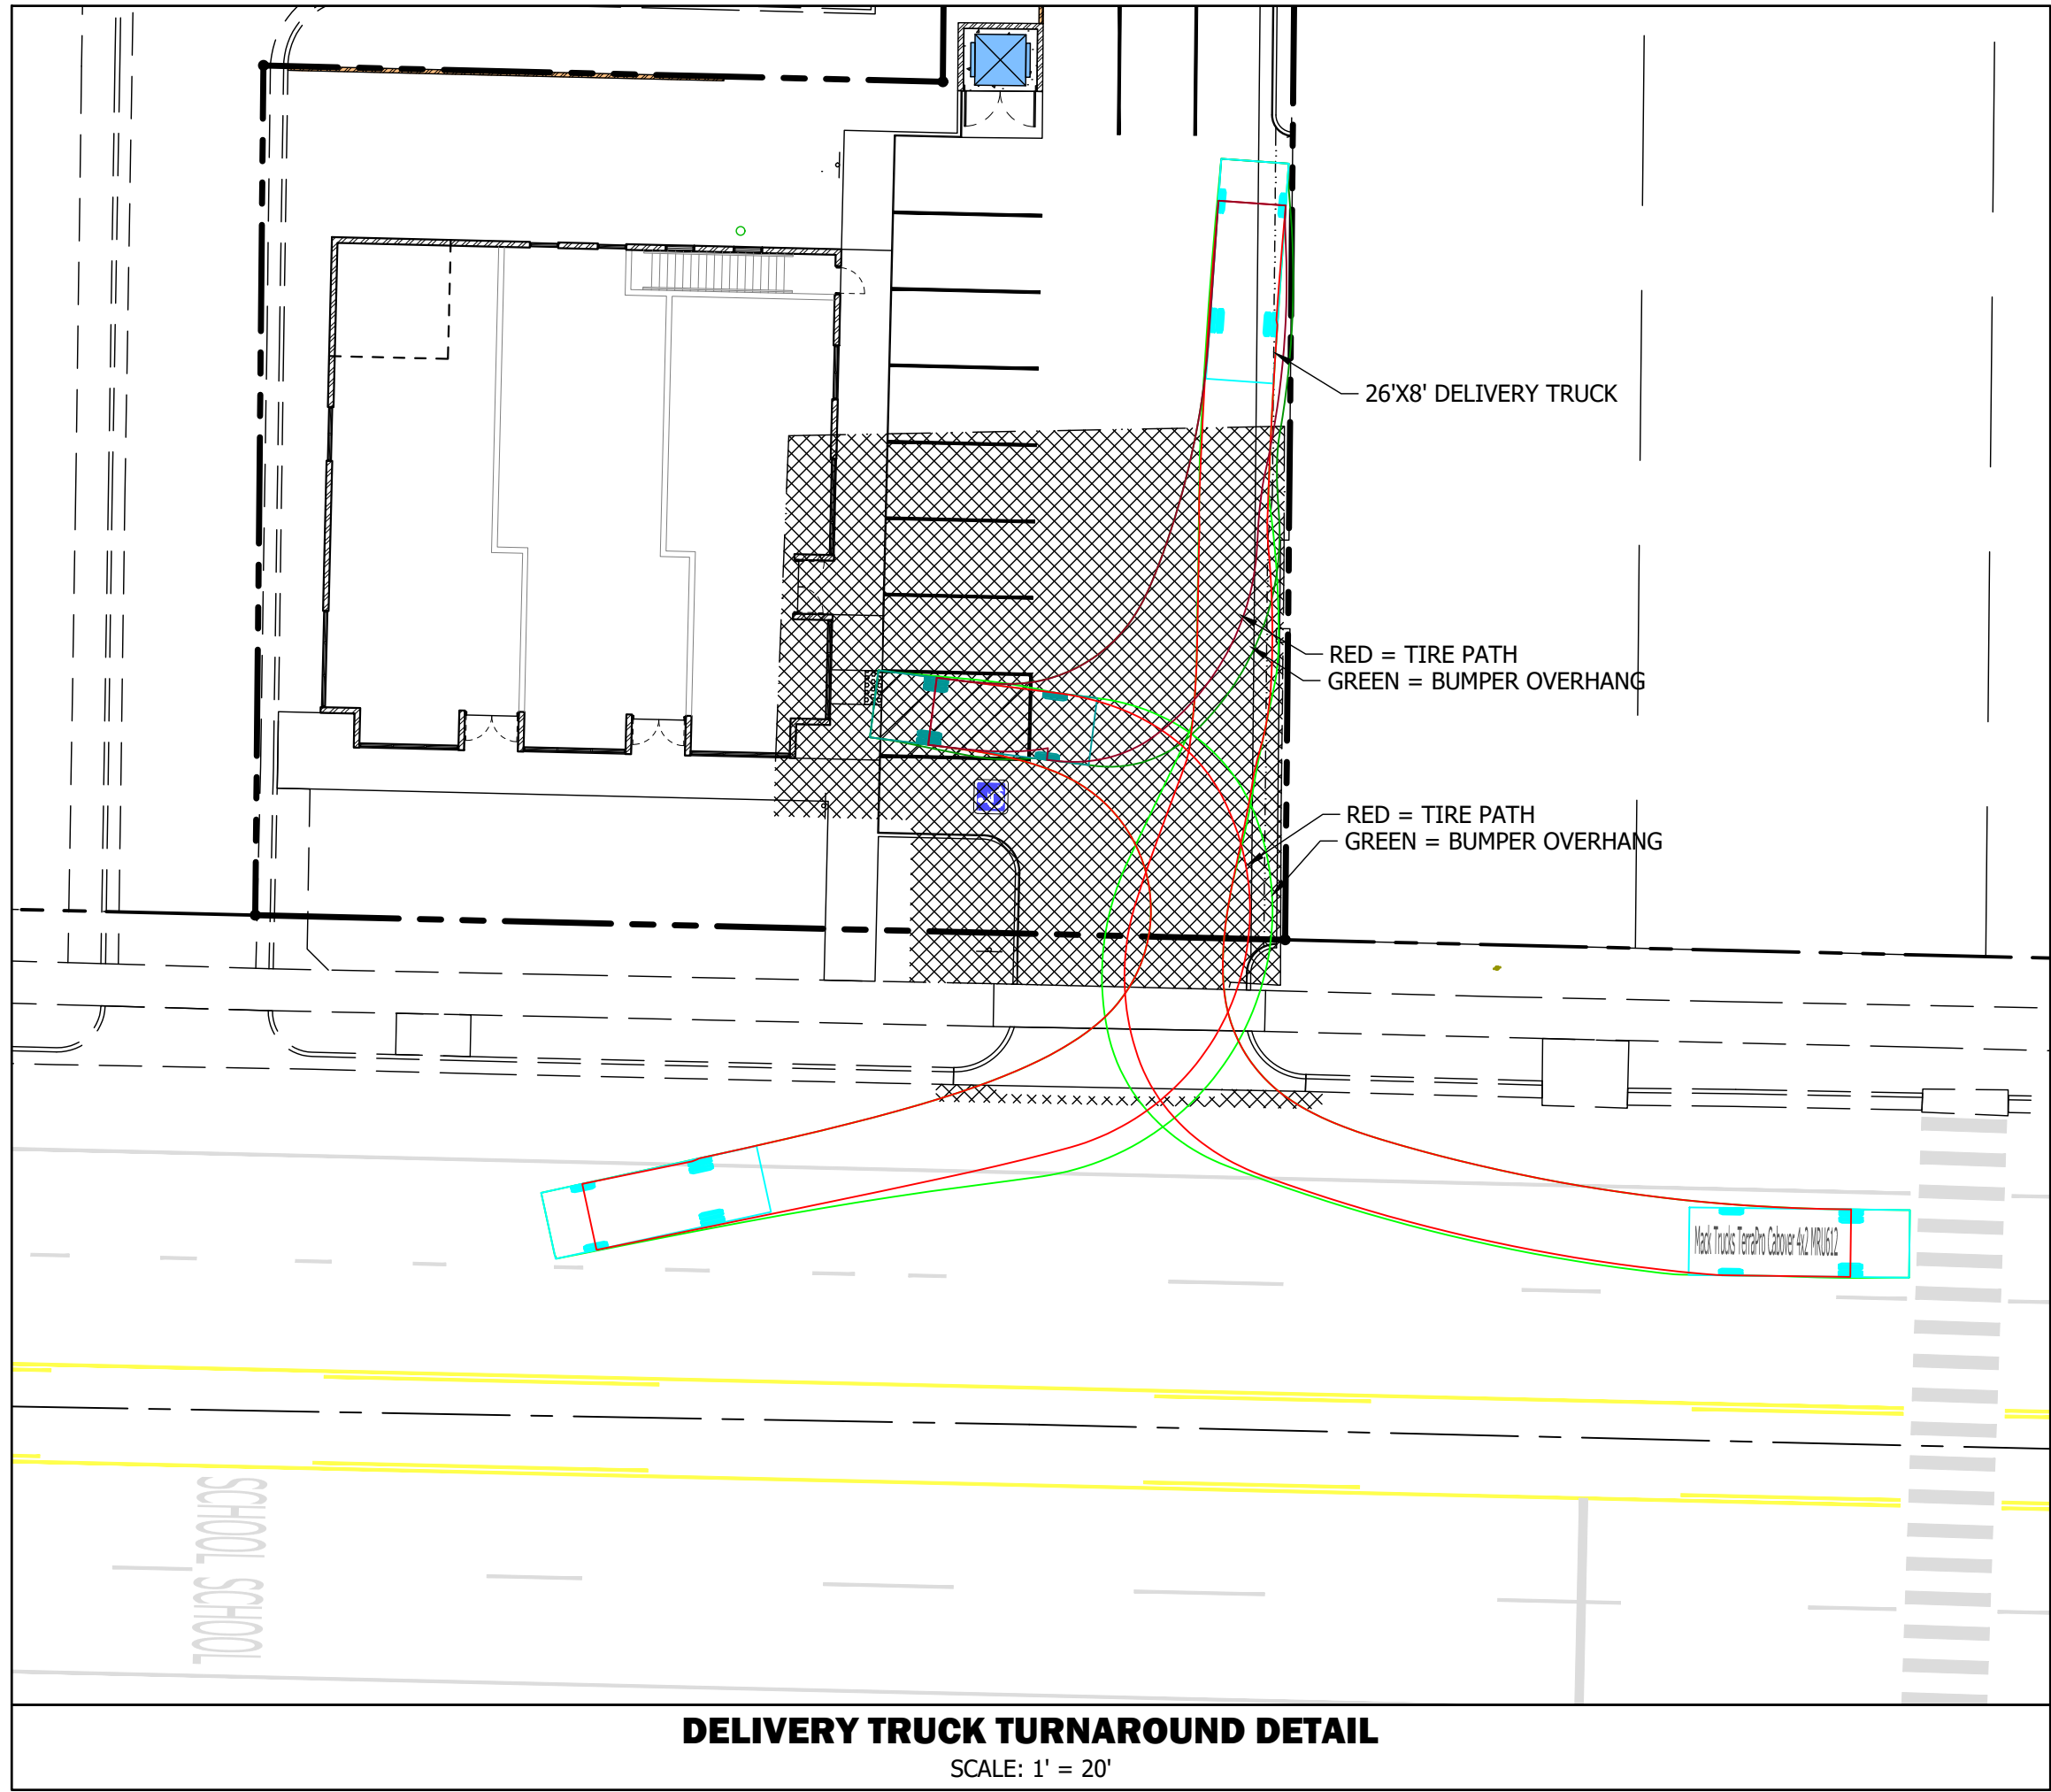 26'X8' DELIVERY TRUCK
RED = TIRE PATH
GREEN = BUMPER OVERHANG
RED = TIRE PATH
GREEN = BUMPER OVERHANG
Mack Trucks TerraPro Cabover 4x2 MRU612
SCHOOL
SCHOOL
DELIVERY TRUCK TURNAROUND DETAIL
SCALE: 1' = 20'